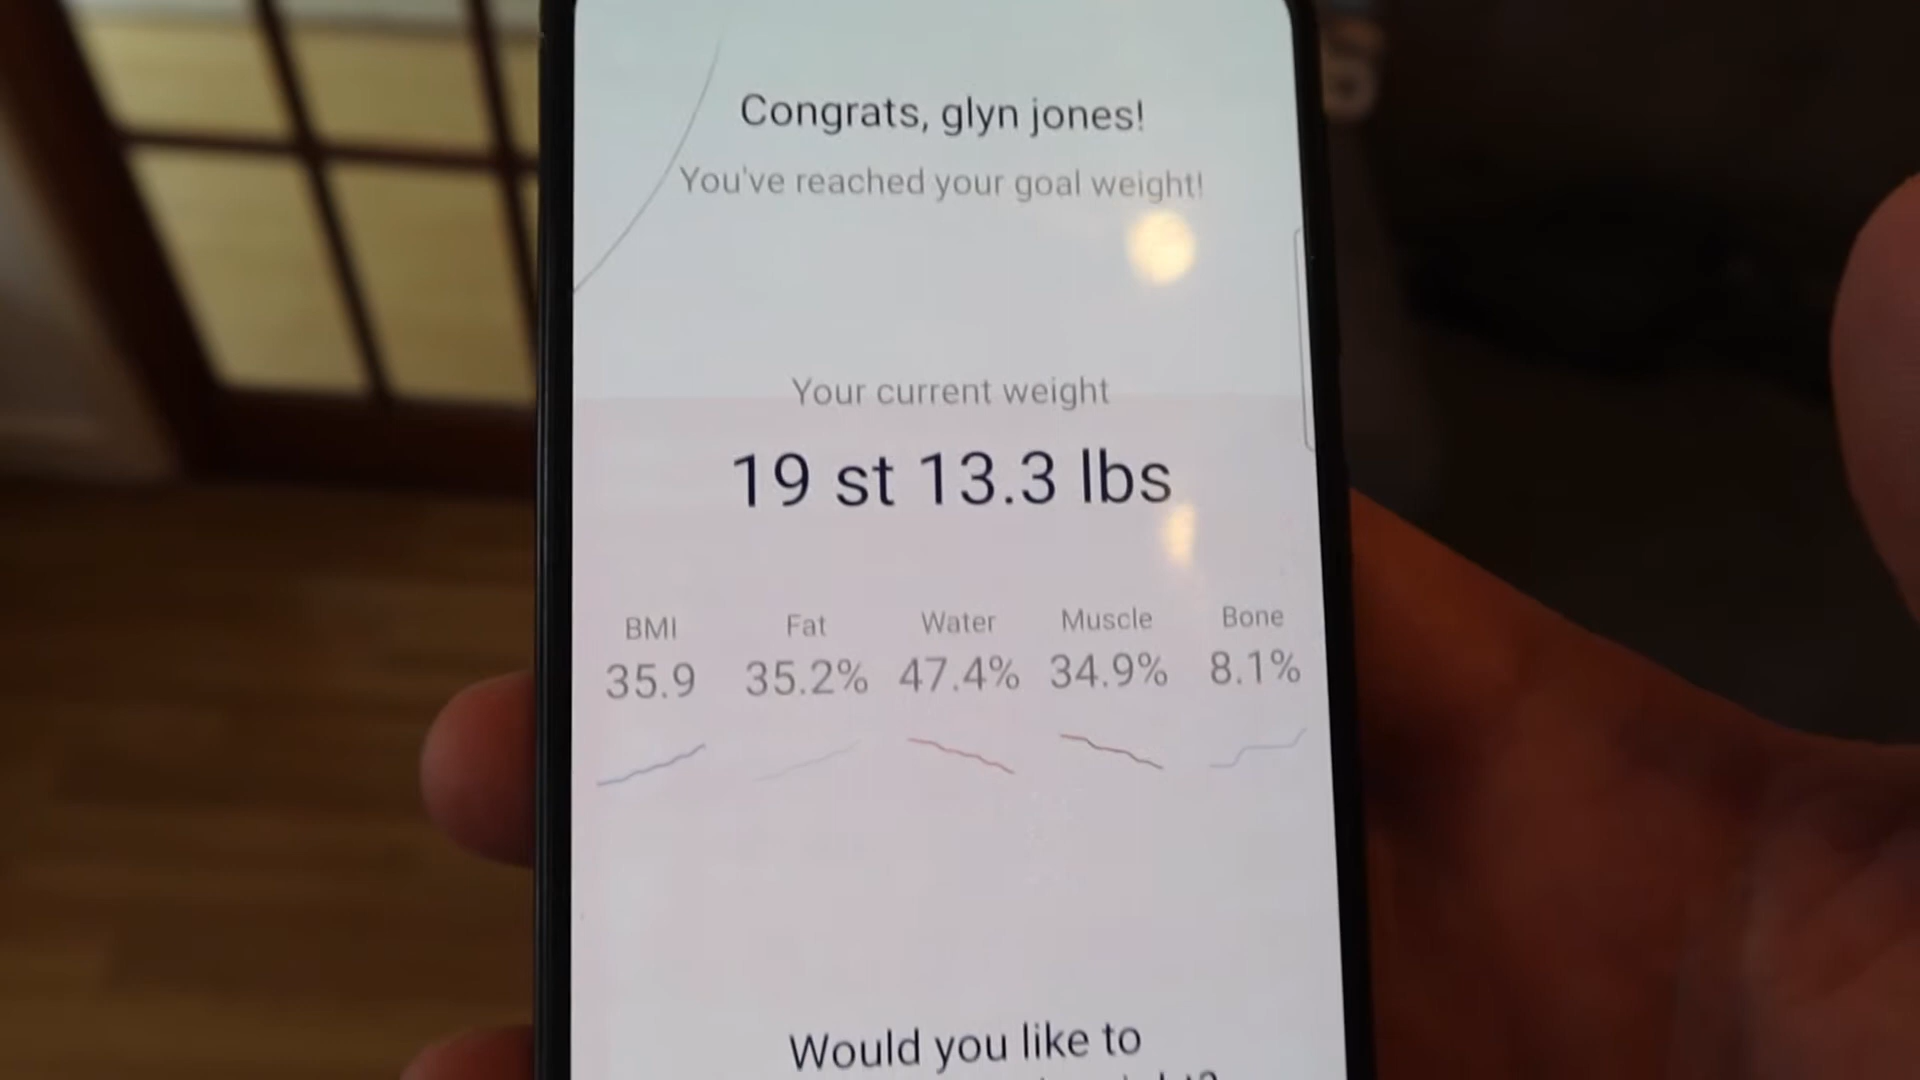 Congrats, glyn jones!
You've reached your goal weight!
Your current weight
19 st 13.3 lbs
BMI Fat Water Muscle Bone
35.9 35.2% 47.4% 34.9% 8.1%
Would you like to